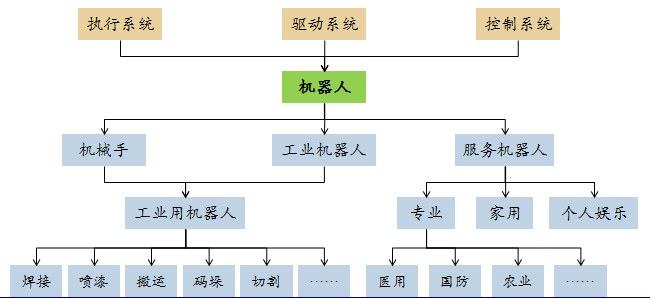 执行系统
驱动系统
控制系统
机器人
机械手
工业机器人
服务机器人
工业用机器人
专业
家用
个人娱乐
焊接
喷漆
搬运
码垛
切割
……
医用
国防
农业
……